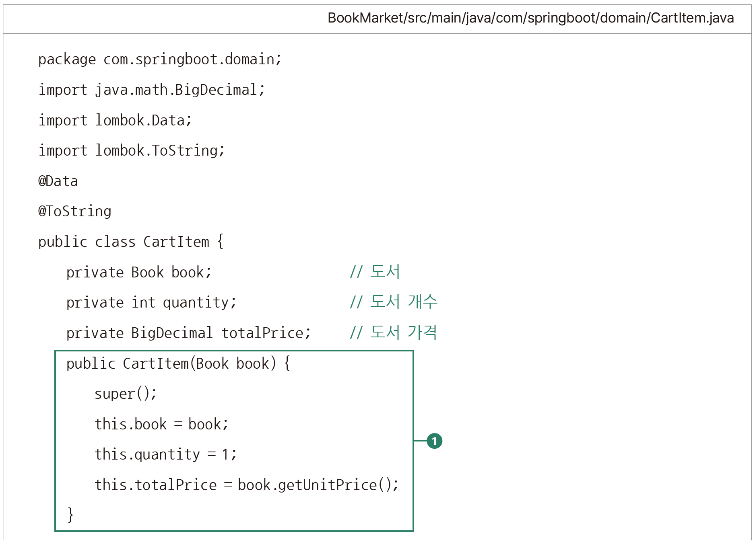 BookMarket/src/main/java/com/springboot/domain/CartItem.java
package com.springboot.domain;
import java.math.BigDecimal;
import lombok.Data;
import lombok.ToString;
@Data
@ToString
public class CartItem {
private Book book; // 도서
private int quantity; // 도서 개수
private BigDecimal totalPrice; // 도서 가격
public CartItem(Book book) {
super();
this.book = book;
this.quantity = 1;
this.totalPrice = book.getUnitPrice();
}
1